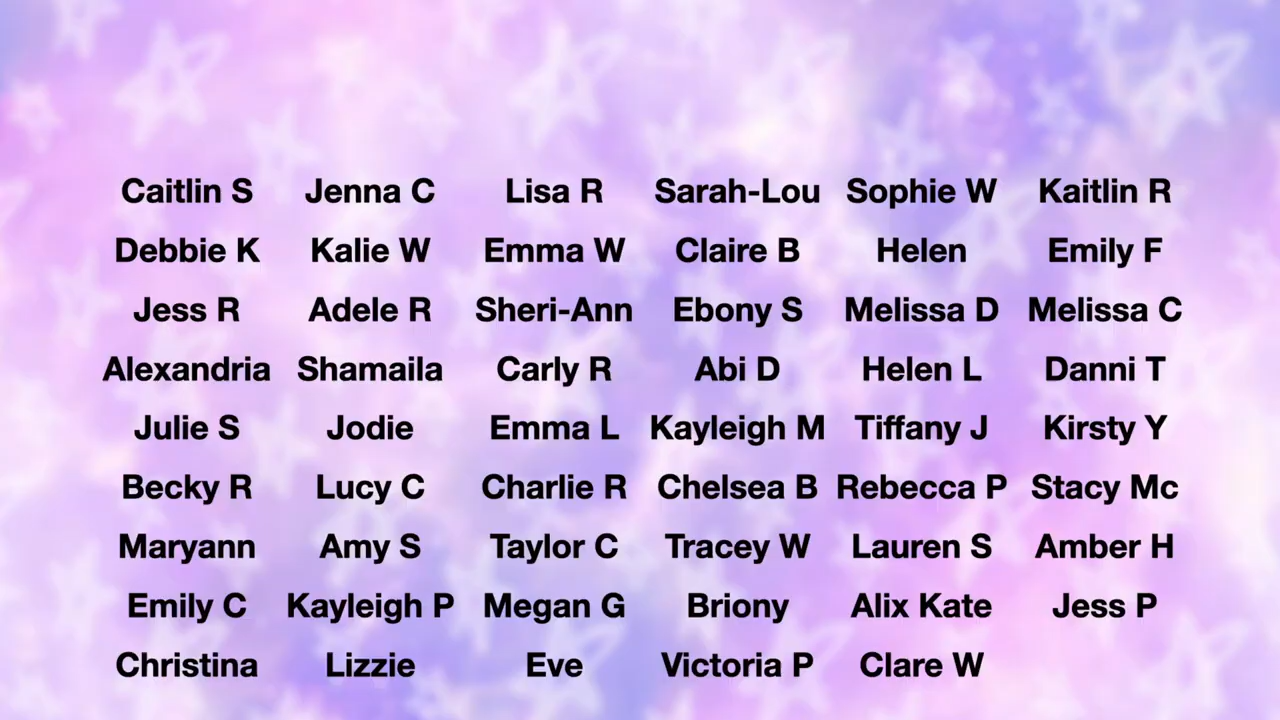 Caitlin S Jenna C Lisa R Sarah-Lou Sophie W Kaitlin R
Debbie K Kalie W Emma W Claire B Helen Emily F
Jess R Adele R Sheri-Ann Ebony S Melissa D Melissa C
Alexandria Shamaila Carly R Abi D Helen L Danni T
Julie S Jodie Emma L Kayleigh M Tiffany J Kirsty Y
Becky R Lucy C Charlie R Chelsea B Rebecca P Stacy Mc
Maryann Amy S Taylor C Tracey W Lauren S Amber H
Emily C Kayleigh P Megan G Briony Alix Kate Jess P
Christina Lizzie Eve Victoria P Clare W